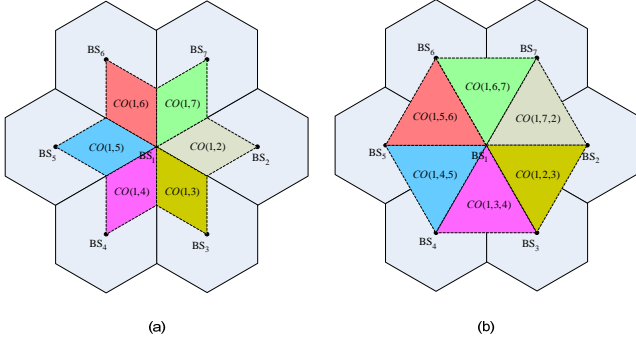 BS6
BS7
CO(1,6)
CO(1,7)
BS5
CO(1,5)
BS1
CO(1,2)
BS2
CO(1,4)
CO(1,3)
BS4
BS3
(a)
BS6
BS7
CO(1,6,7)
CO(1,5,6)
CO(1,7,2)
BS5
BS1
BS2
CO(1,4,5)
CO(1,2,3)
CO(1,3,4)
BS4
BS3
(b)